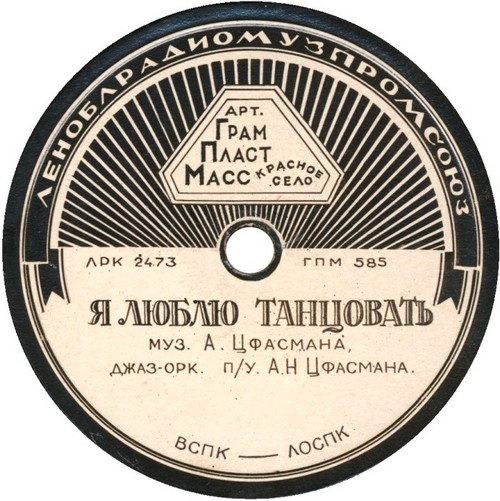 ЛЕНОБЛРАДИОМУЗПРОМСОЮЗ
АРТ.
ГРАМ
ПЛАСТ
МАСС КРАСНОЕ СЕЛО
ЛРК 2473 ГПМ 585
Я ЛЮБЛЮ ТАНЦОВАТЬ
МУЗ. А. ЦФАСМАНА,
ДЖАЗ-ОРК. П/У. А.Н ЦФАСМАНА.
ВСПК — ЛОСПК